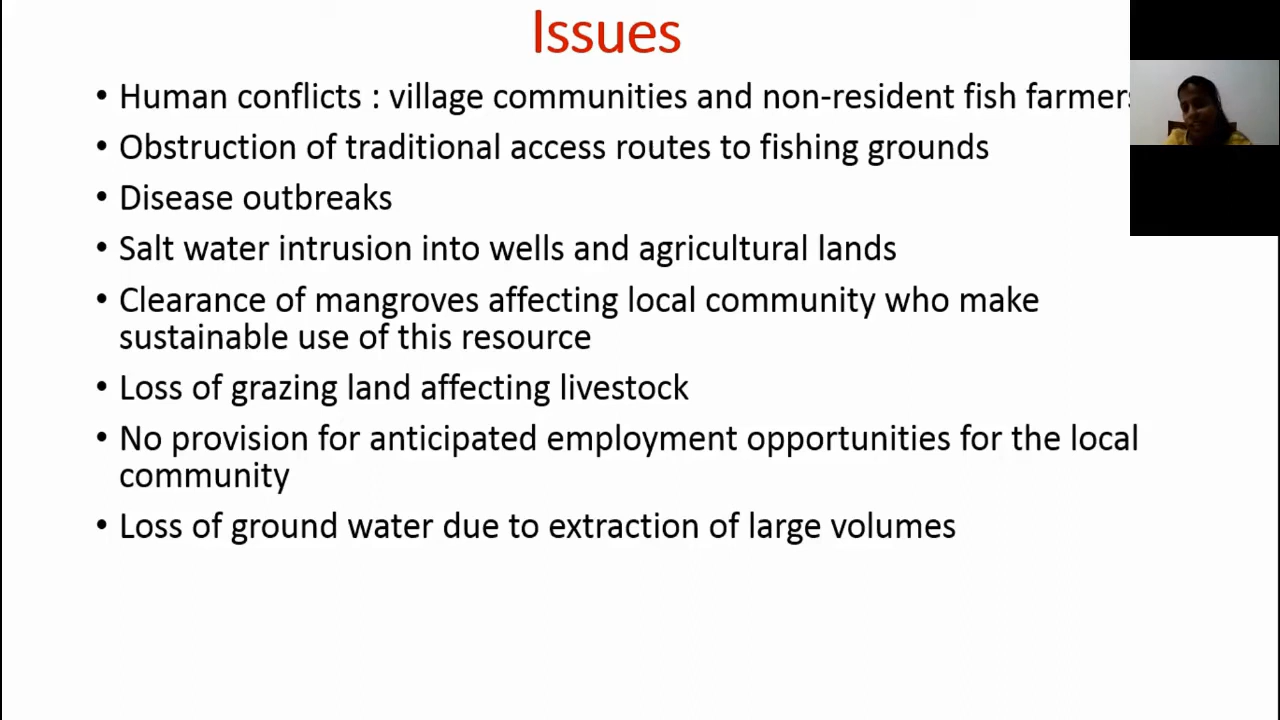 Issues
• Human conflicts : village communities and non-resident fish farmers
• Obstruction of traditional access routes to fishing grounds
• Disease outbreaks
• Salt water intrusion into wells and agricultural lands
• Clearance of mangroves affecting local community who make
sustainable use of this resource
• Loss of grazing land affecting livestock
• No provision for anticipated employment opportunities for the local
community
• Loss of ground water due to extraction of large volumes